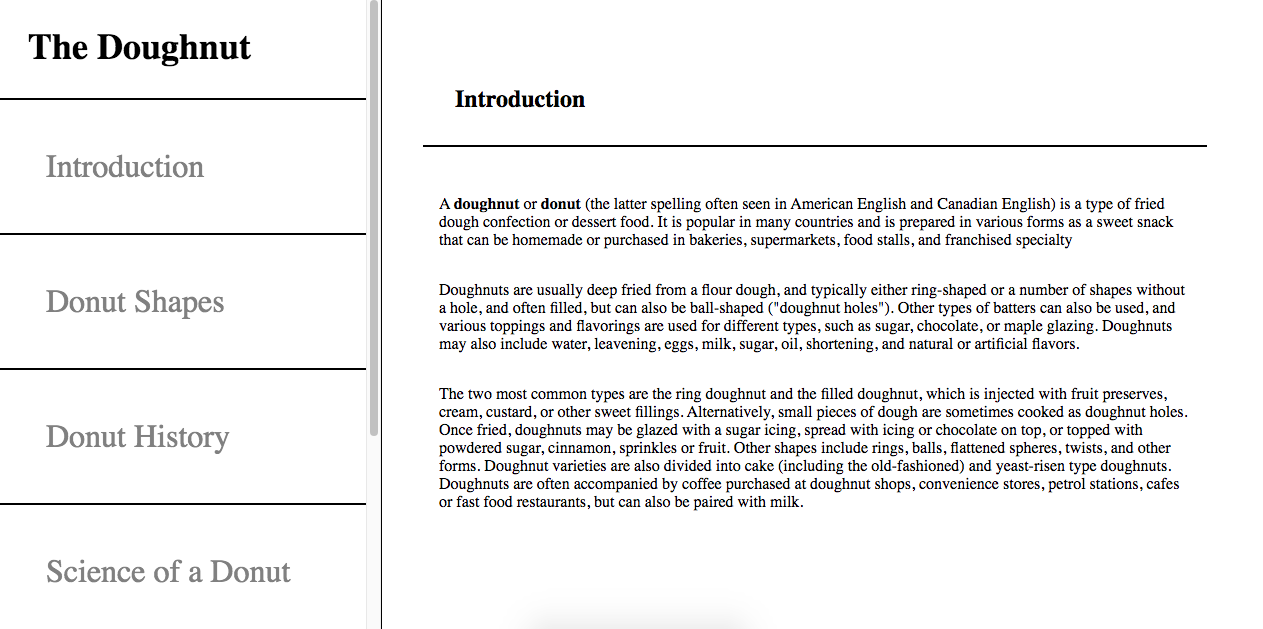 The Doughnut
Introduction
Donut Shapes
Donut History
Science of a Donut
Introduction
A doughnut or donut (the latter spelling often seen in American English and Canadian English) is a type of fried
dough confection or dessert food. It is popular in many countries and is prepared in various forms as a sweet snack
that can be homemade or purchased in bakeries, supermarkets, food stalls, and franchised specialty
Doughnuts are usually deep fried from a flour dough, and typically either ring-shaped or a number of shapes without
a hole, and often filled, but can also be ball-shaped ("doughnut holes"). Other types of batters can also be used, and
various toppings and flavorings are used for different types, such as sugar, chocolate, or maple glazing. Doughnuts
may also include water, leavening, eggs, milk, sugar, oil, shortening, and natural or artificial flavors.
The two most common types are the ring doughnut and the filled doughnut, which is injected with fruit preserves,
cream, custard, or other sweet fillings. Alternatively, small pieces of dough are sometimes cooked as doughnut holes.
Once fried, doughnuts may be glazed with a sugar icing, spread with icing or chocolate on top, or topped with
powdered sugar, cinnamon, sprinkles or fruit. Other shapes include rings, balls, flattened spheres, twists, and other
forms. Doughnut varieties are also divided into cake (including the old-fashioned) and yeast-risen type doughnuts.
Doughnuts are often accompanied by coffee purchased at doughnut shops, convenience stores, petrol stations, cafes
or fast food restaurants, but can also be paired with milk.